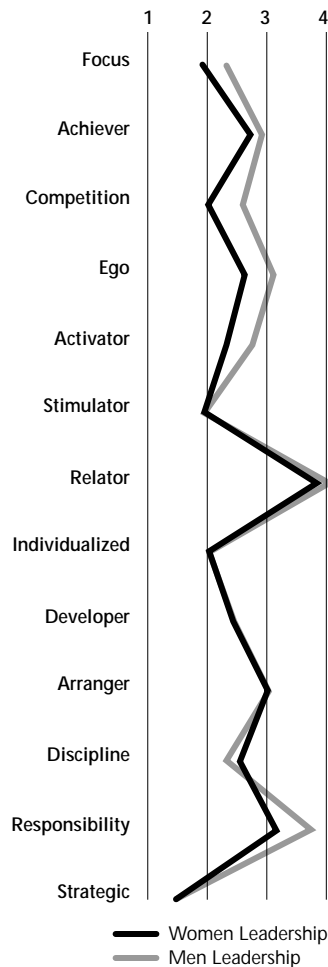 1 2 3 4
Focus
Achiever
Competition
Ego
Activator
Stimulator
Relator
Individualized
Developer
Arranger
Discipline
Responsibility
Strategic
Women Leadership
Men Leadership